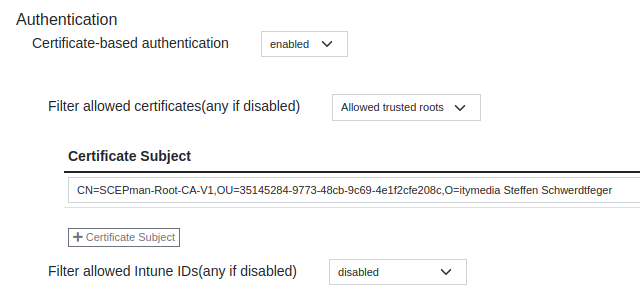 Authentication
Certificate-based authentication enabled
Filter allowed certificates(any if disabled) Allowed trusted roots
Certificate Subject
CN=SCEPman-Root-CA-V1,OU=35145284-9773-48cb-9c69-4e1f2cfe208c,O=itymedia Steffen Schwerdtfeger
+ Certificate Subject
Filter allowed Intune IDs(any if disabled) disabled